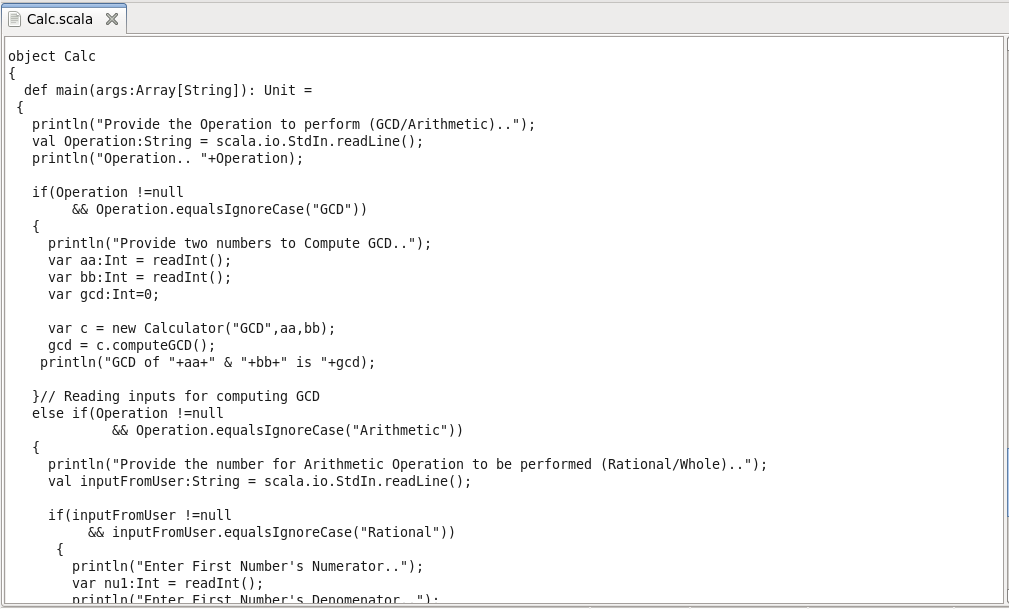 Calc.scala
object Calc
{
def main(args:Array[String]): Unit =
{
println("Provide the Operation to perform (GCD/Arithmetic)..");
val Operation:String = scala.io.StdIn.readLine();
println("Operation.. "+Operation);
if(Operation !=null
&& Operation.equalsIgnoreCase("GCD"))
{
println("Provide two numbers to Compute GCD..");
var aa:Int = readInt();
var bb:Int = readInt();
var gcd:Int=0;
var c = new Calculator("GCD",aa,bb);
gcd = c.computeGCD();
println("GCD of "+aa+" & "+bb+" is "+gcd);
}// Reading inputs for computing GCD
else if(Operation !=null
&& Operation.equalsIgnoreCase("Arithmetic"))
{
println("Provide the number for Arithmetic Operation to be performed (Rational/Whole)..");
val inputFromUser:String = scala.io.StdIn.readLine();
if(inputFromUser !=null
&& inputFromUser.equalsIgnoreCase("Rational"))
{
println("Enter First Number's Numerator..");
var nu1:Int = readInt();
println("Enter First Number's Denomenator..");